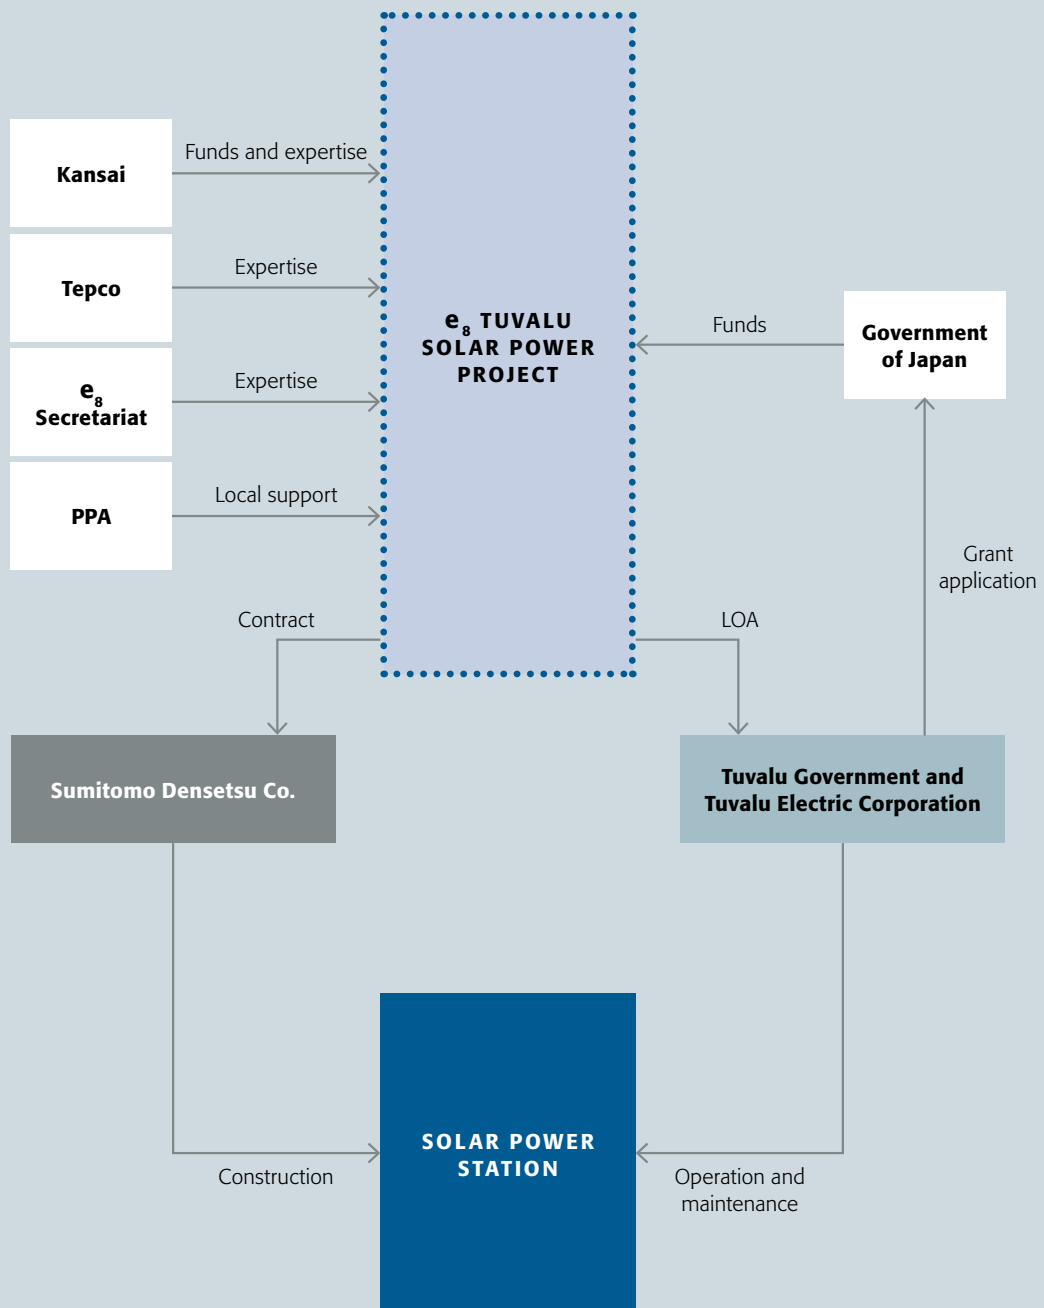 Kansai
Funds and expertise
Tepco
Expertise
e8
Secretariat
Expertise
PPA
Local support
e8 TUVALU
SOLAR POWER
PROJECT
Funds
Government
of Japan
Grant
application
Contract
LOA
Sumitomo Densetsu Co.
Tuvalu Government and
Tuvalu Electric Corporation
SOLAR POWER
STATION
Construction
Operation and
maintenance